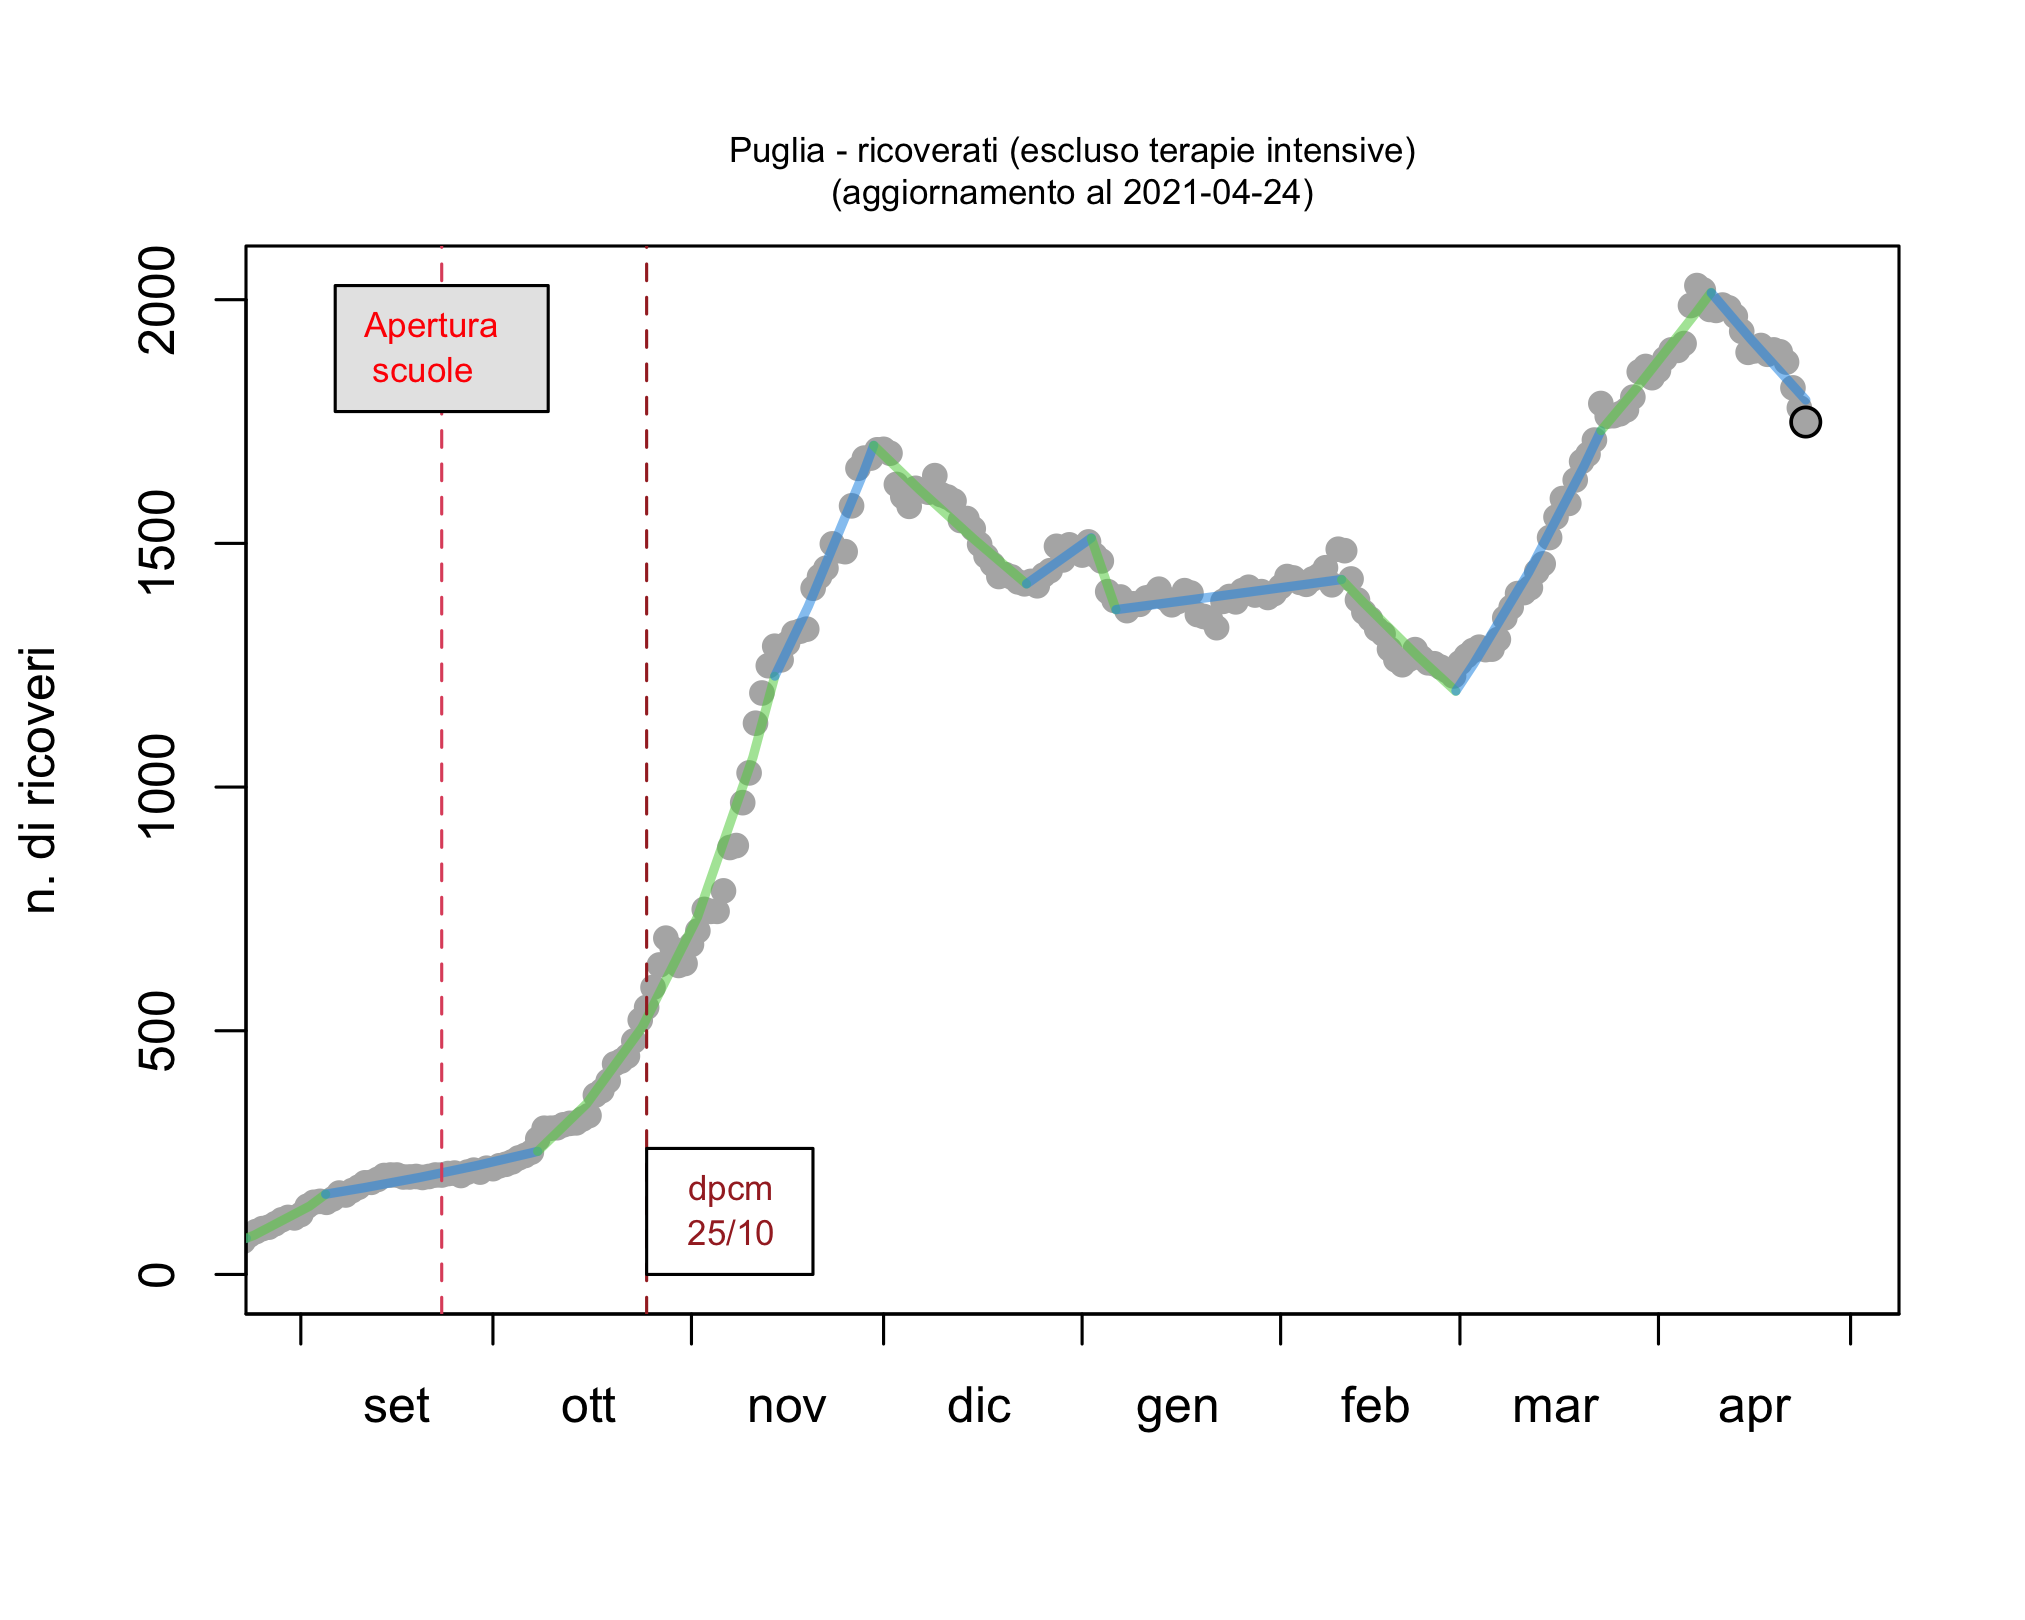 Puglia - ricoverati (escluso terapie intensive)
(aggiornamento al 2021-04-24)
n. di ricoveri
2000
1500
1000
500
0
Apertura
scuole
dpcm
25/10
set ott nov dic gen feb mar apr